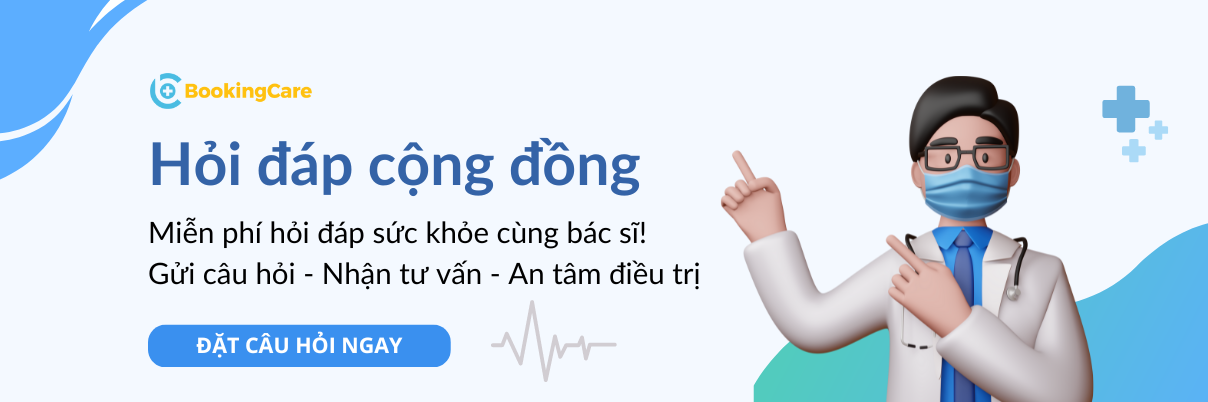 BookingCare
Hỏi đáp cộng đồng
Miễn phí hỏi đáp sức khỏe cùng bác sĩ!
Gửi câu hỏi - Nhận tư vấn - An tâm điều trị
ĐẶT CÂU HỎI NGAY